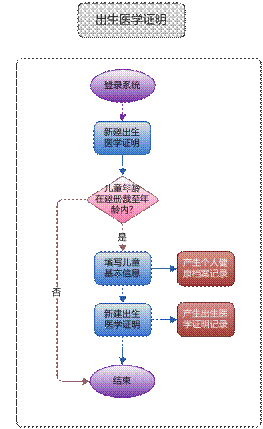 出生医学证明
登录系统
新建出生
医学证明
儿童年龄
在建册截至年
龄内?
是
填写儿童
基本信息
产生个人健
康档案记录
否
新建出生
医学证明
产生出生医
学证明记录
结束